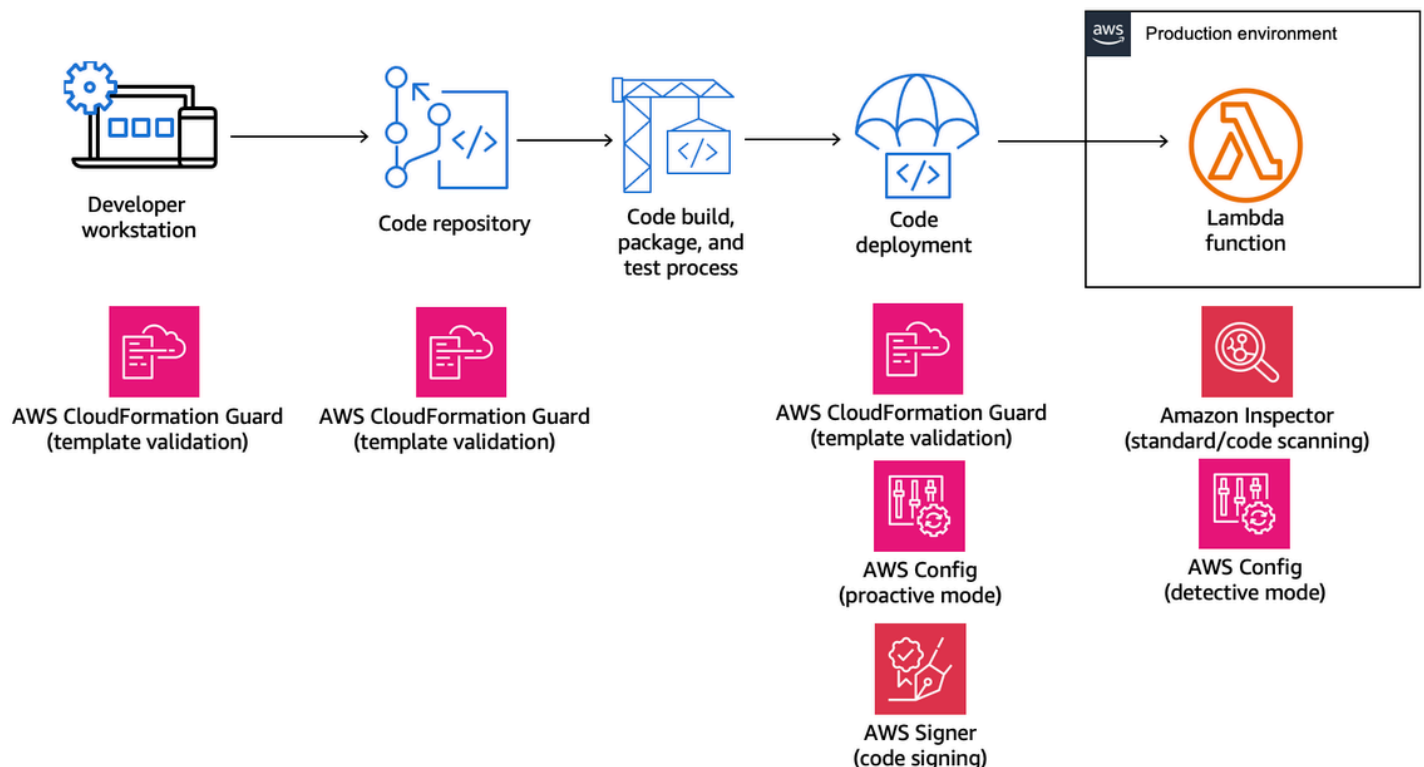 aws
Production environment
Developer
workstation
Code repository
</>
Code build,
package, and
test process
</>
Code
deployment
</>
Lambda
function
AWS CloudFormation Guard
(template validation)
AWS CloudFormation Guard
(template validation)
AWS CloudFormation Guard
(template validation)
AWS Config
(proactive mode)
AWS Signer
(code signing)
Amazon Inspector
(standard/code scanning)
AWS Config
(detective mode)